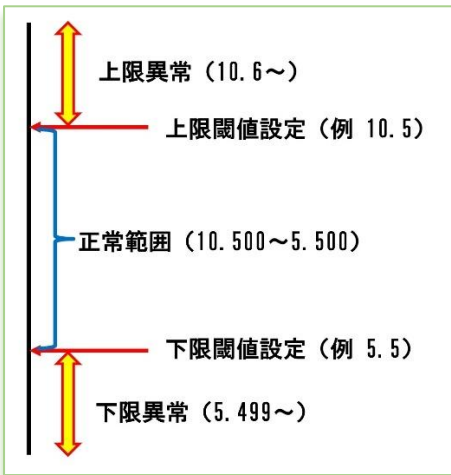 上限異常（10.6～）
上限閾値設定（例 10.5）
正常範囲（10.500～5.500）
下限閾値設定（例 5.5）
下限異常（5.499～）